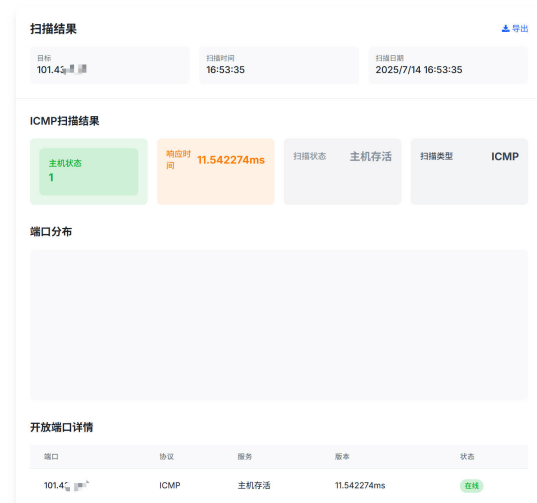 扫描结果
导出
目标
101.43
扫描时间
16:53:35
扫描日期
2025/7/14 16:53:35
ICMP扫描结果
主机状态
1
响应时间
11.542274ms
扫描状态
主机存活
扫描类型
ICMP
端口分布
开放端口详情
端口 协议 服务 版本 状态
101.4 ICMP 主机存活 11.542274ms 在线